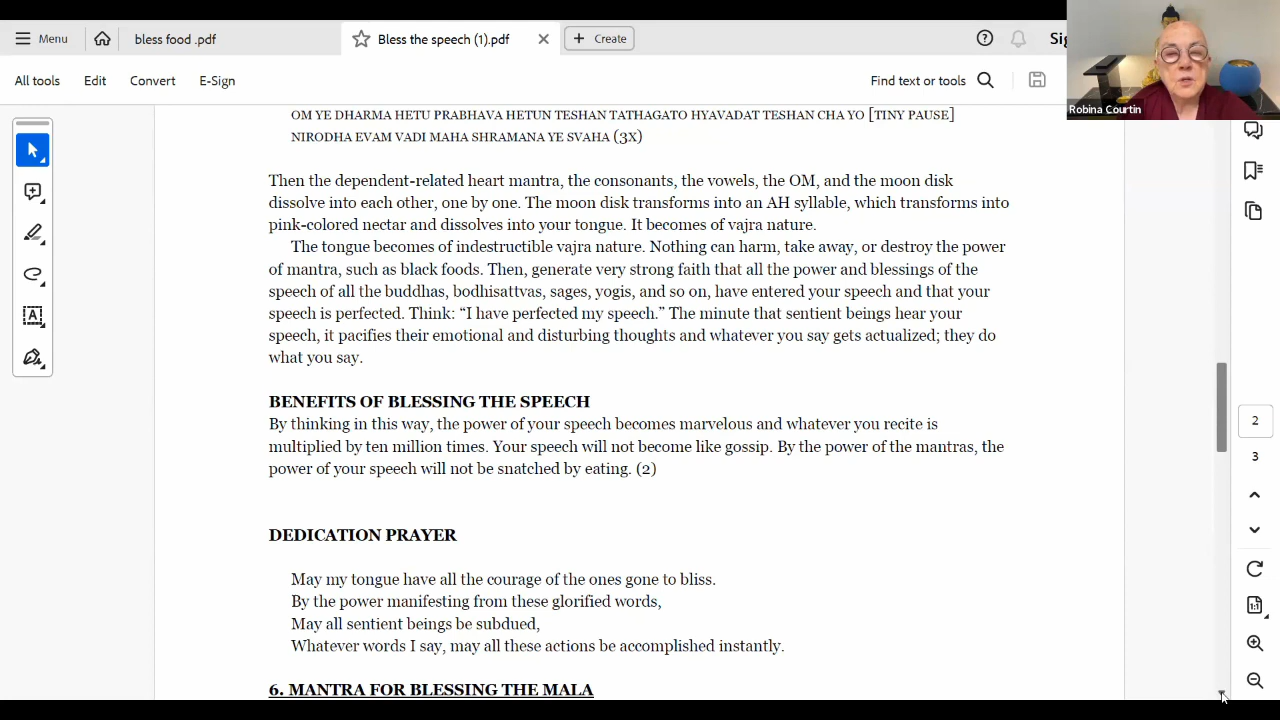 Menu
bless food .pdf
Bless the speech (1).pdf
Create
All tools
Edit
Convert
E-Sign
Find text or tools
Robina Courtin
OM YE DHARMA HETU PRABHAVA HETUN TESHAN TATHAGATO HYAVADAT TESHAN CHA YO [TINY PAUSE]
NIRODHA EVAM VADI MAHA SHRAMANA YE SVAHA (3X)
Then the dependent-related heart mantra, the consonants, the vowels, the OM, and the moon disk
dissolve into each other, one by one. The moon disk transforms into an AH syllable, which transforms into
pink-colored nectar and dissolves into your tongue. It becomes of vajra nature.
The tongue becomes of indestructible vajra nature. Nothing can harm, take away, or destroy the power
of mantra, such as black foods. Then, generate very strong faith that all the power and blessings of the
speech of all the buddhas, bodhisattvas, sages, yogis, and so on, have entered your speech and that your
speech is perfected. Think: “I have perfected my speech.” The minute that sentient beings hear your
speech, it pacifies their emotional and disturbing thoughts and whatever you say gets actualized; they do
what you say.
BENEFITS OF BLESSING THE SPEECH
By thinking in this way, the power of your speech becomes marvelous and whatever you recite is
multiplied by ten million times. Your speech will not become like gossip. By the power of the mantras, the
power of your speech will not be snatched by eating. (2)
DEDICATION PRAYER
May my tongue have all the courage of the ones gone to bliss.
By the power manifesting from these glorified words,
May all sentient beings be subdued,
Whatever words I say, may all these actions be accomplished instantly.
6. MANTRA FOR BLESSING THE MALA
2
3